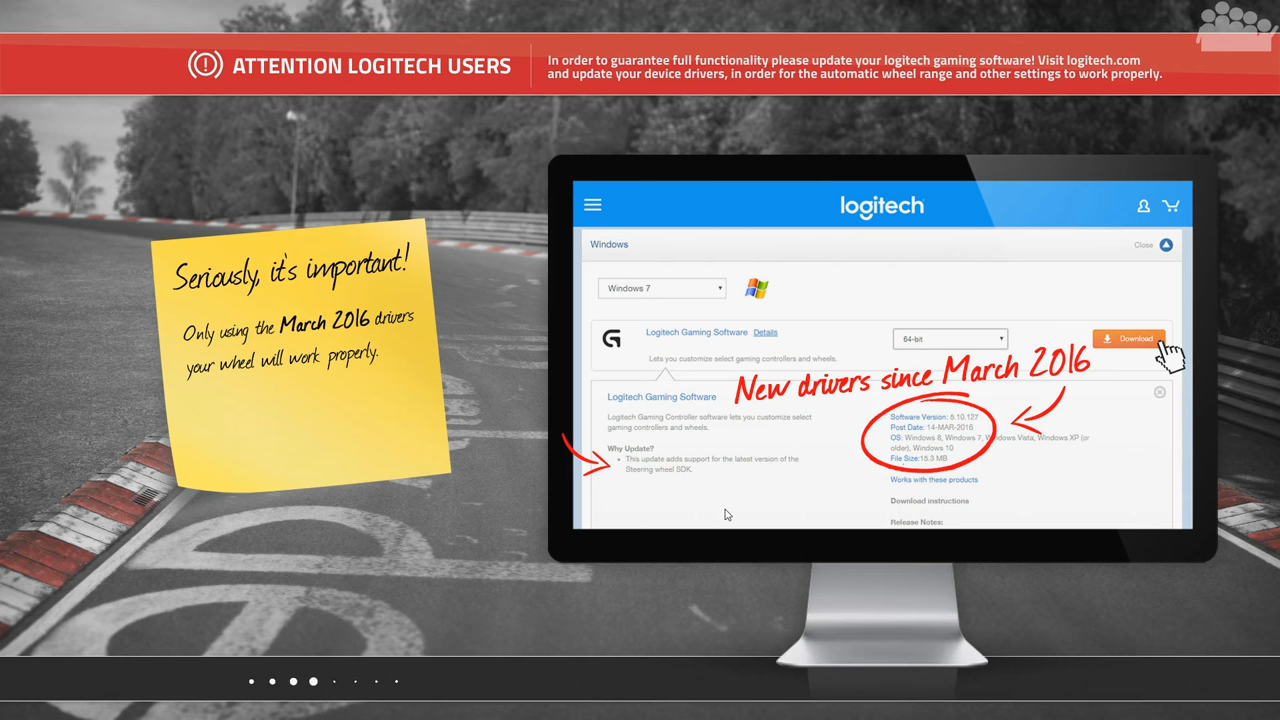 ATTENTION LOGITECH USERS
In order to guarantee full functionality please update your logitech gaming software! Visit logitech.com
and update your device drivers, in order for the automatic wheel range and other settings to work properly.
Seriously, it's important!
Only using the March 2016 drivers
your wheel will work properly.
logitech
Windows
Close
Windows 7
Logitech Gaming Software Details
64-bit
Download
Lets you customize select gaming controllers and wheels.
New drivers since March 2016
Logitech Gaming Software
Logitech Gaming Controller software lets you customize select
gaming controllers and wheels.
Why Update?
This update adds support for the latest version of the
Steering wheel SDK.
Software Version: 5.10.127
Post Date: 14-MAR-2016
OS: Windows 8, Windows 7, Windows Vista, Windows XP (or
older), Windows 10
File Size:15.3 MB
Works with these products
Download instructions
Release Notes: